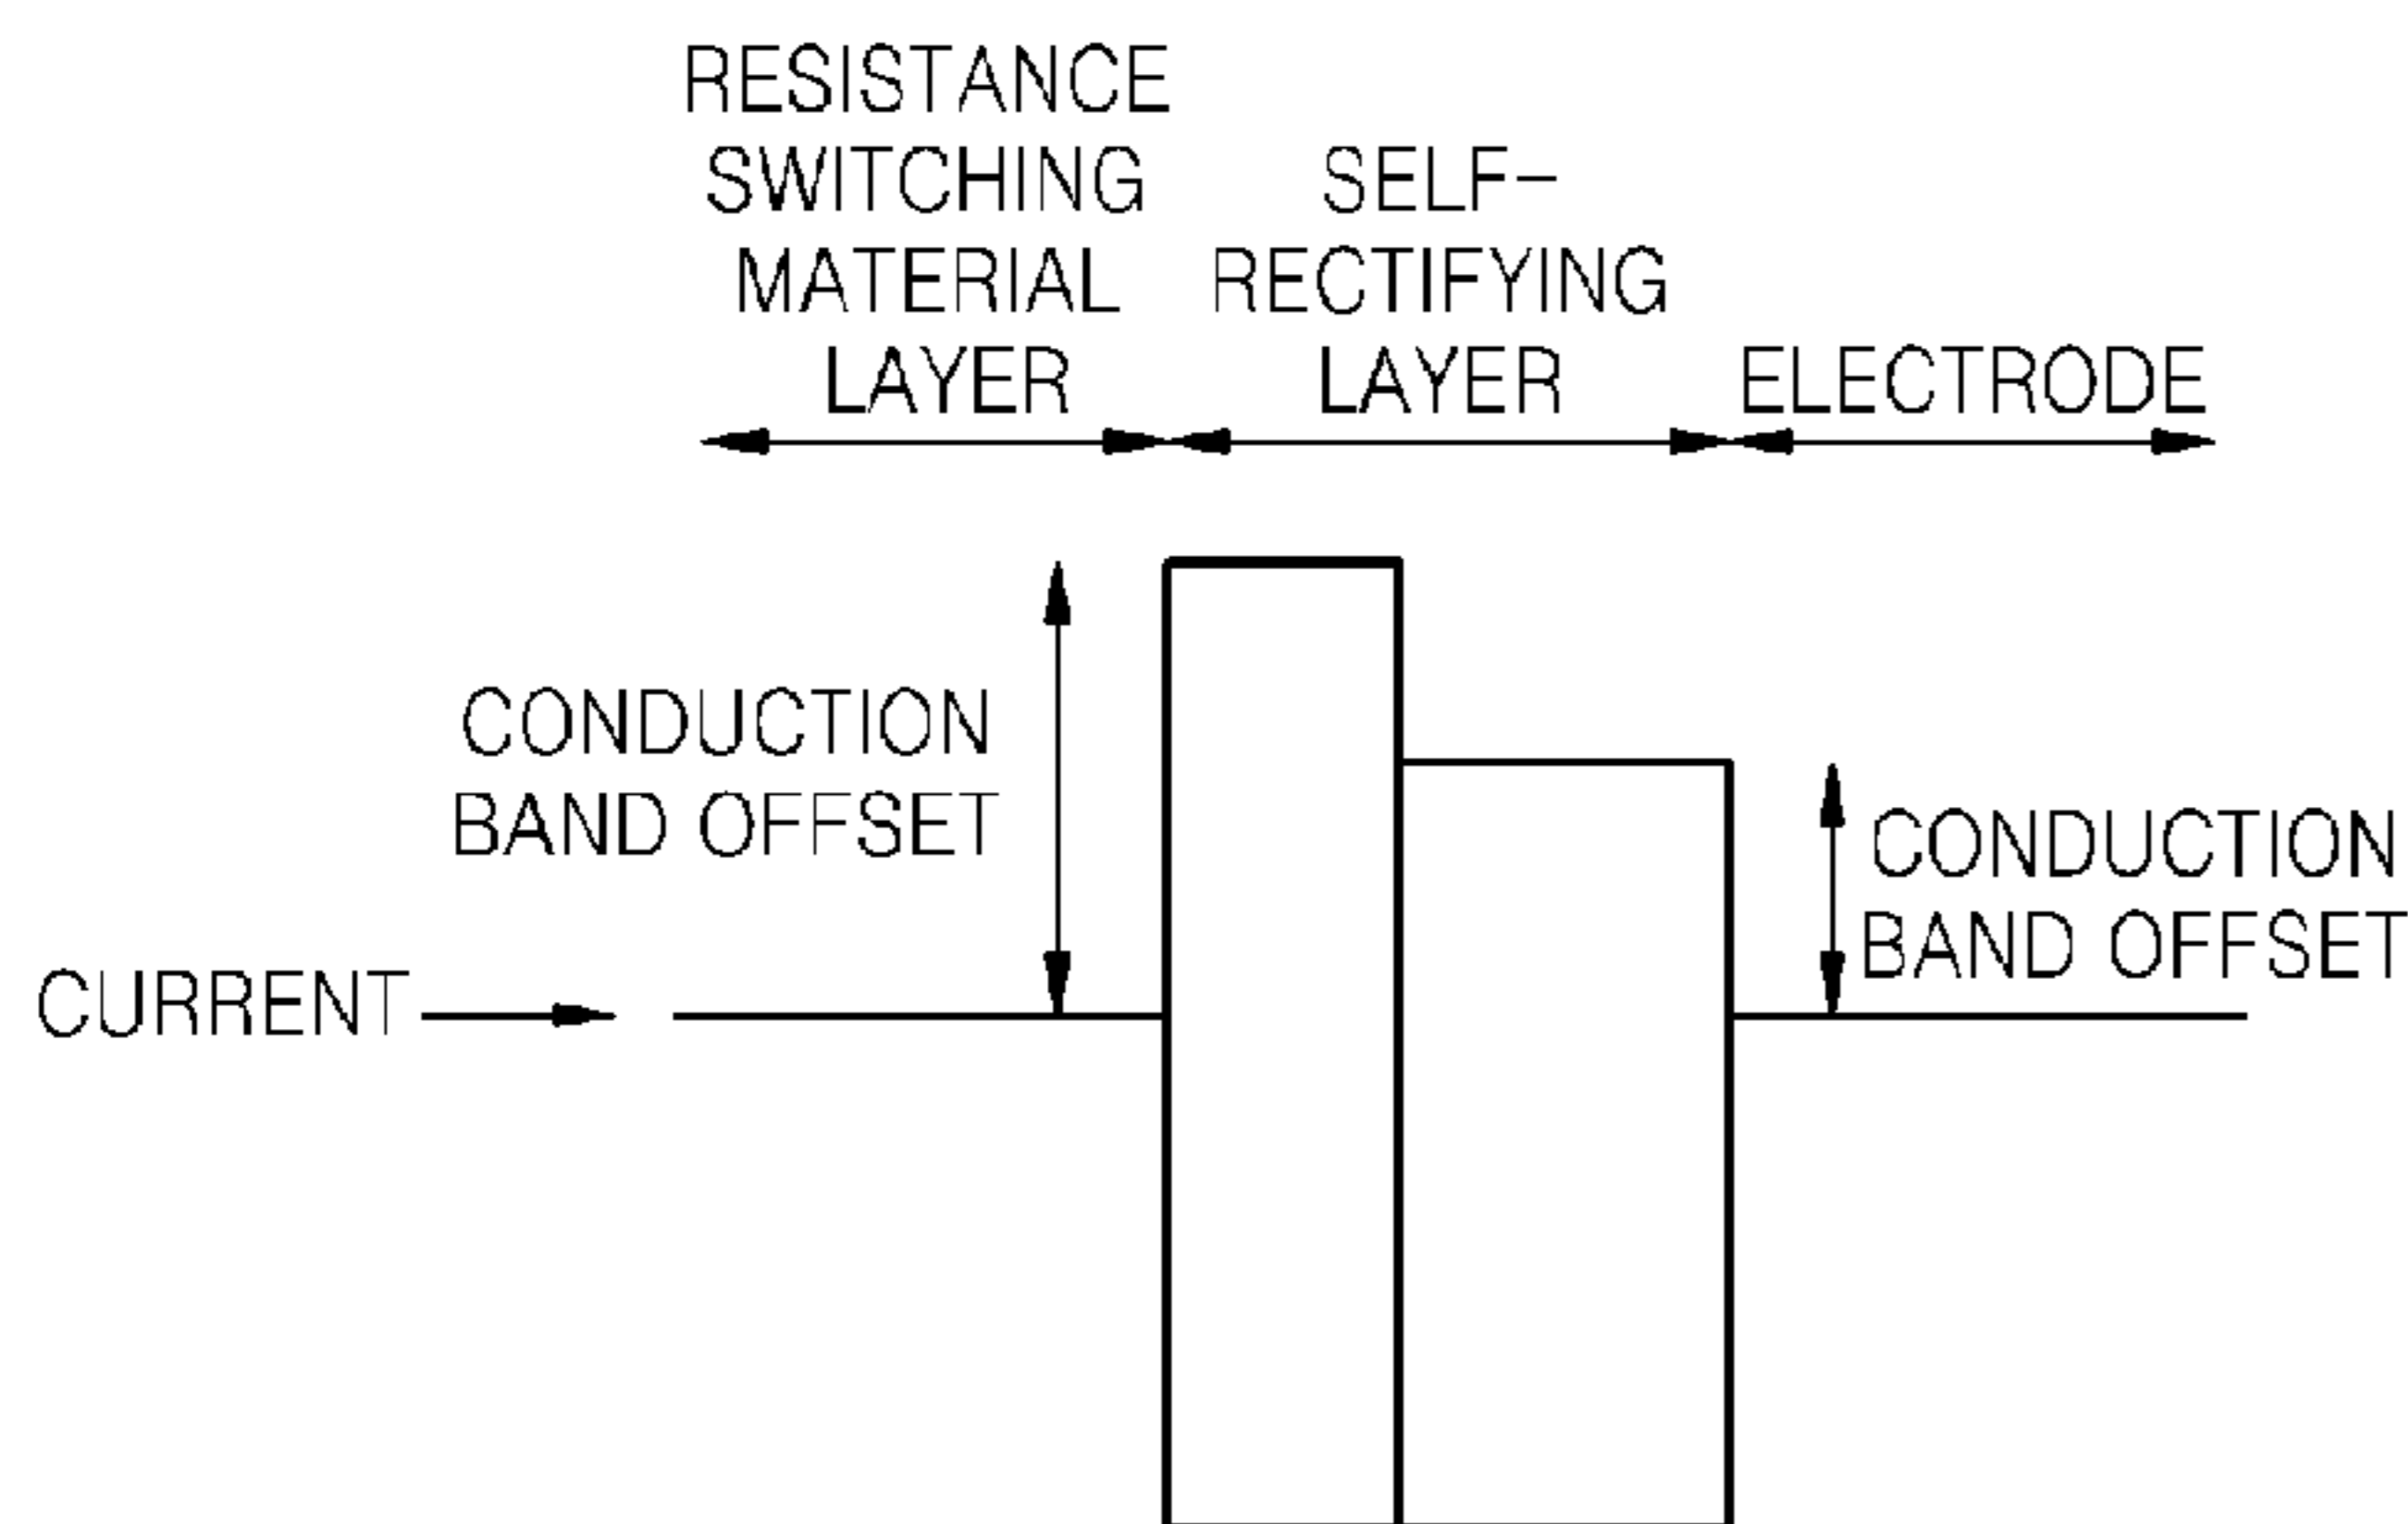 RESISTANCE
SWITCHING
MATERIAL
LAYER
SELF-
RECTIFYING
LAYER
ELECTRODE
CONDUCTION
BAND OFFSET
CONDUCTION
BAND OFFSET
CURRENT